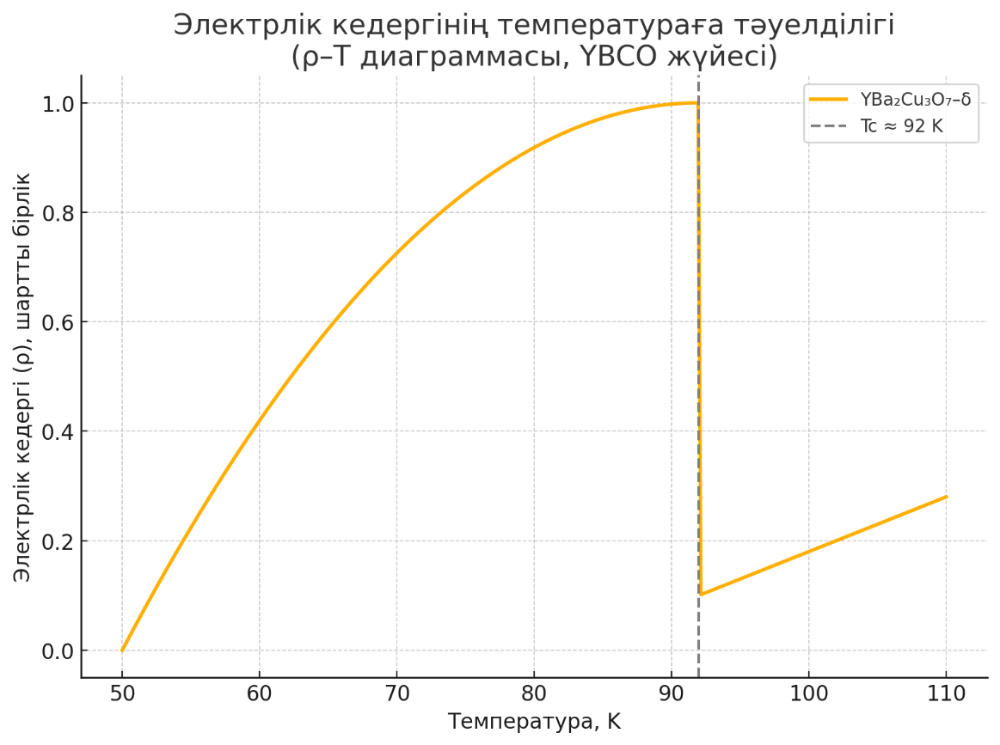 Электрлік кедергінің температураға тәуелділігі
(ρ–T диаграммасы, YBCO жүйесі)
YBa₂Cu₃O₇–δ
Tc ≈ 92 K
Электрлік кедергі (ρ), шартты бірлік
1.0
0.8
0.6
0.4
0.2
0.0
50 60 70 80 90 100 110
Температура, K